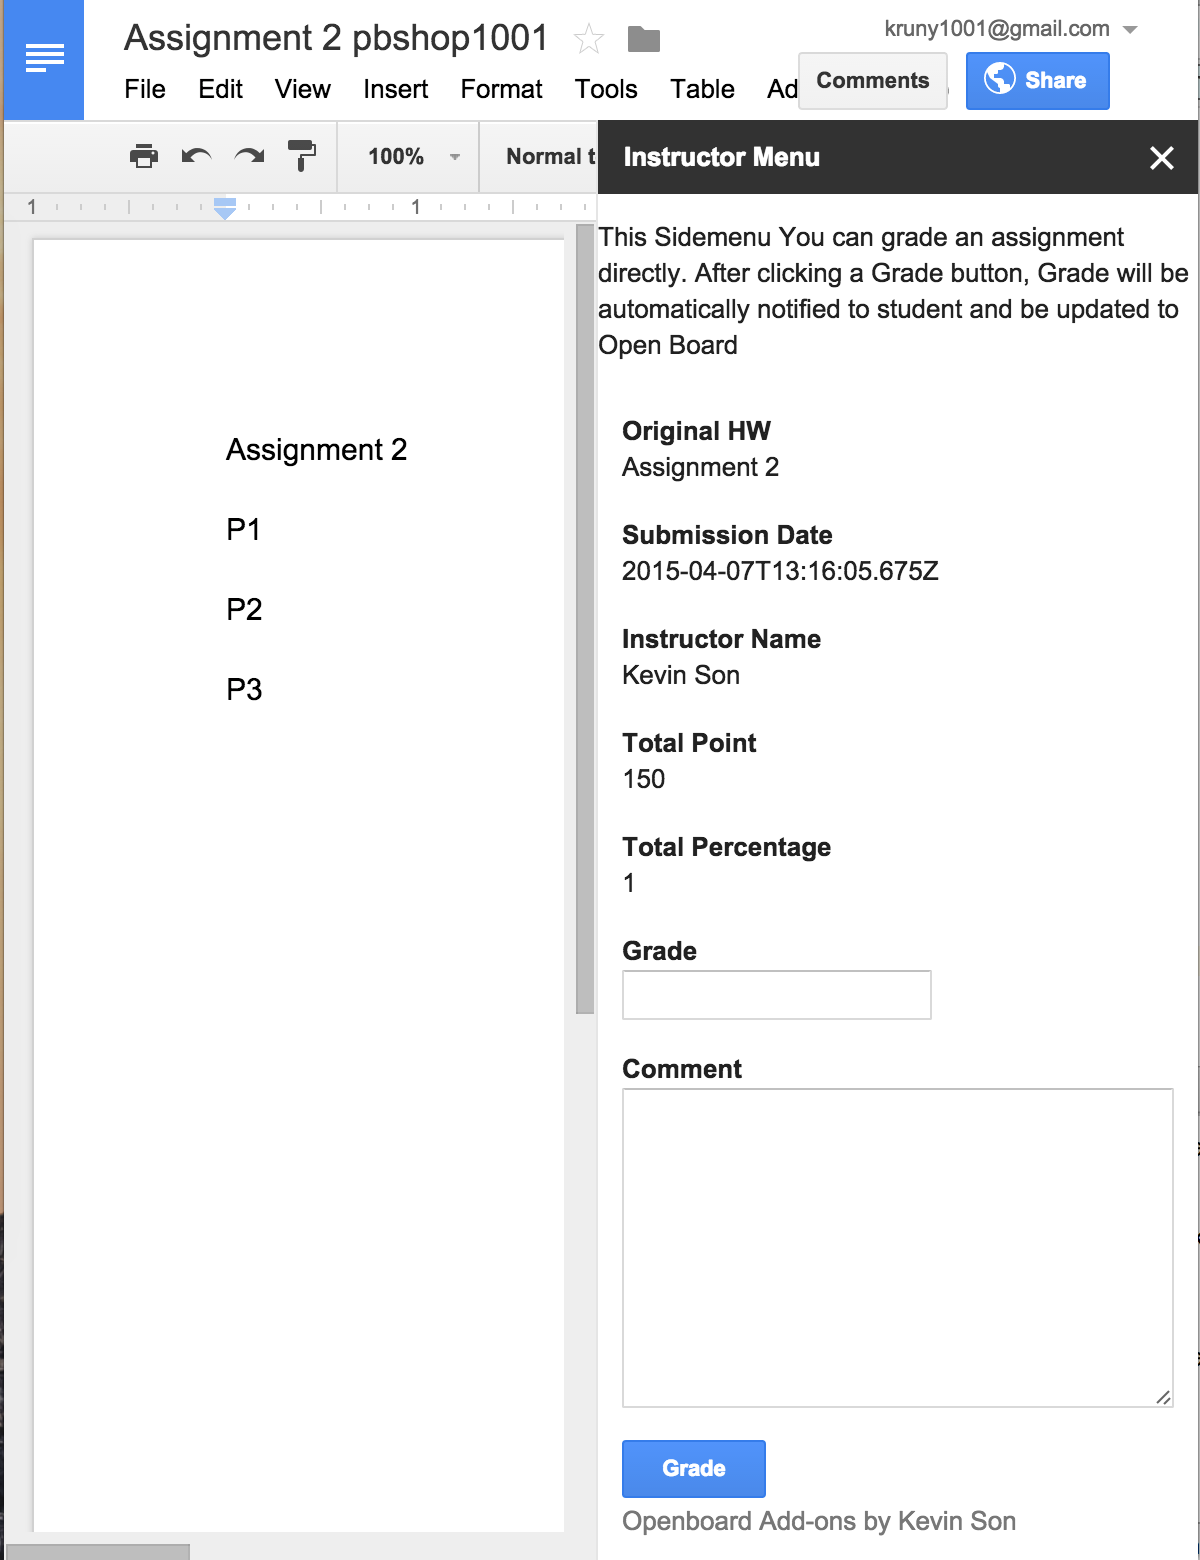 Assignment 2 pbshop1001
kruny1001@gmail.com
File Edit View Insert Format Tools Table Ad
Comments
Share
100%
Normal t
Instructor Menu
1 1
Assignment 2
P1
P2
P3
This Sidemenu You can grade an assignment
directly. After clicking a Grade button, Grade will be
automatically notified to student and be updated to
Open Board
Original HW
Assignment 2
Submission Date
2015-04-07T13:16:05.675Z
Instructor Name
Kevin Son
Total Point
150
Total Percentage
1
Grade
Comment
Grade
Openboard Add-ons by Kevin Son